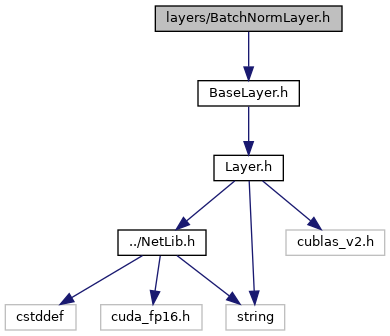 layers/BatchNormLayer.h
BaseLayer.h
Layer.h
../NetLib.h
cublas_v2.h
cstddef
cuda_fp16.h
string